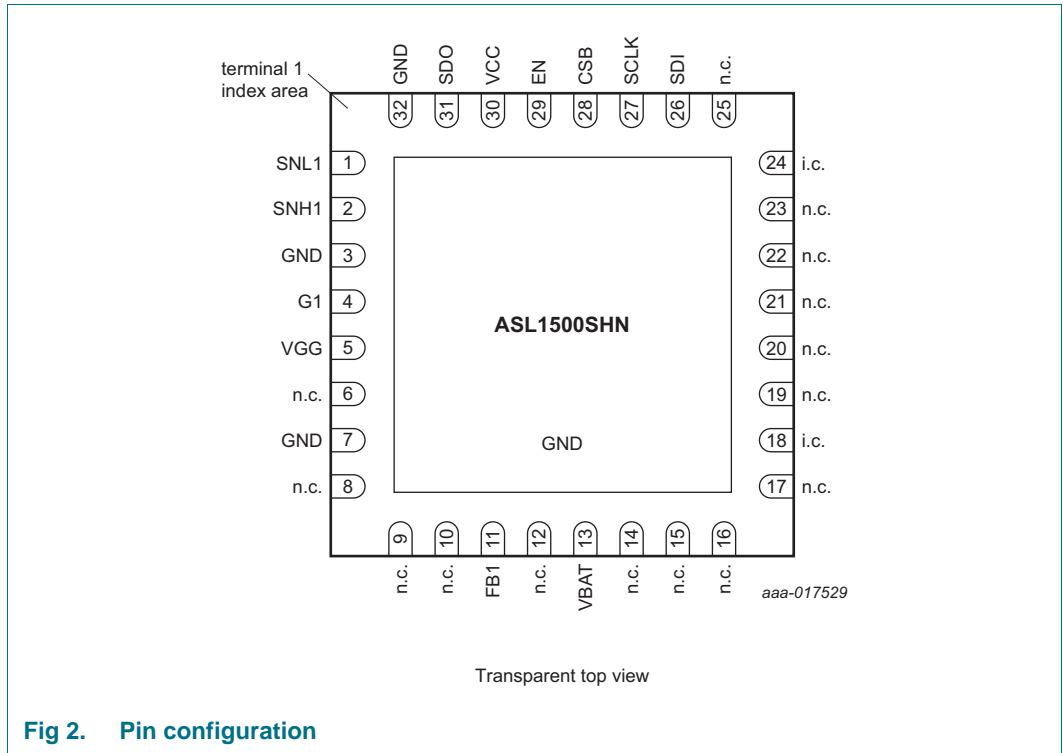 terminal 1
index area
GND
SDO
VCC
EN
CSB
SCLK
SDI
n.c.
32
31
30
29
28
27
26
25
SNL1 1
SNH1 2
GND 3
G1 4
VGG 5
n.c. 6
GND 7
n.c. 8
ASL1500SHN
GND
24 i.c.
23 n.c.
22 n.c.
21 n.c.
20 n.c.
19 n.c.
18 i.c.
17 n.c.
9
10
11
12
13
14
15
16
n.c.
n.c.
FB1
n.c.
VBAT
n.c.
n.c.
n.c.
aaa-017529
Transparent top view
Fig 2. Pin configuration